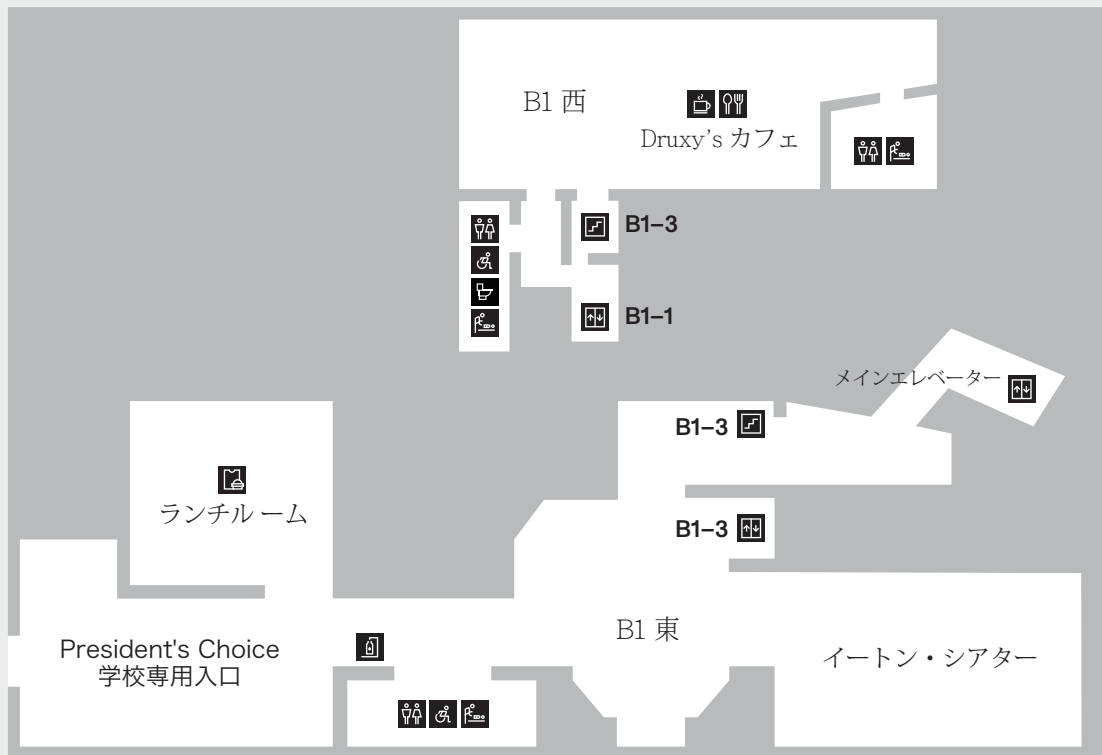 B1 西
Druxy's カフェ
B1–3
B1–1
メインエレベーター
B1–3
ランチルーム
B1–3
President's Choice
学校専用入口
B1 東
イートン・シアター